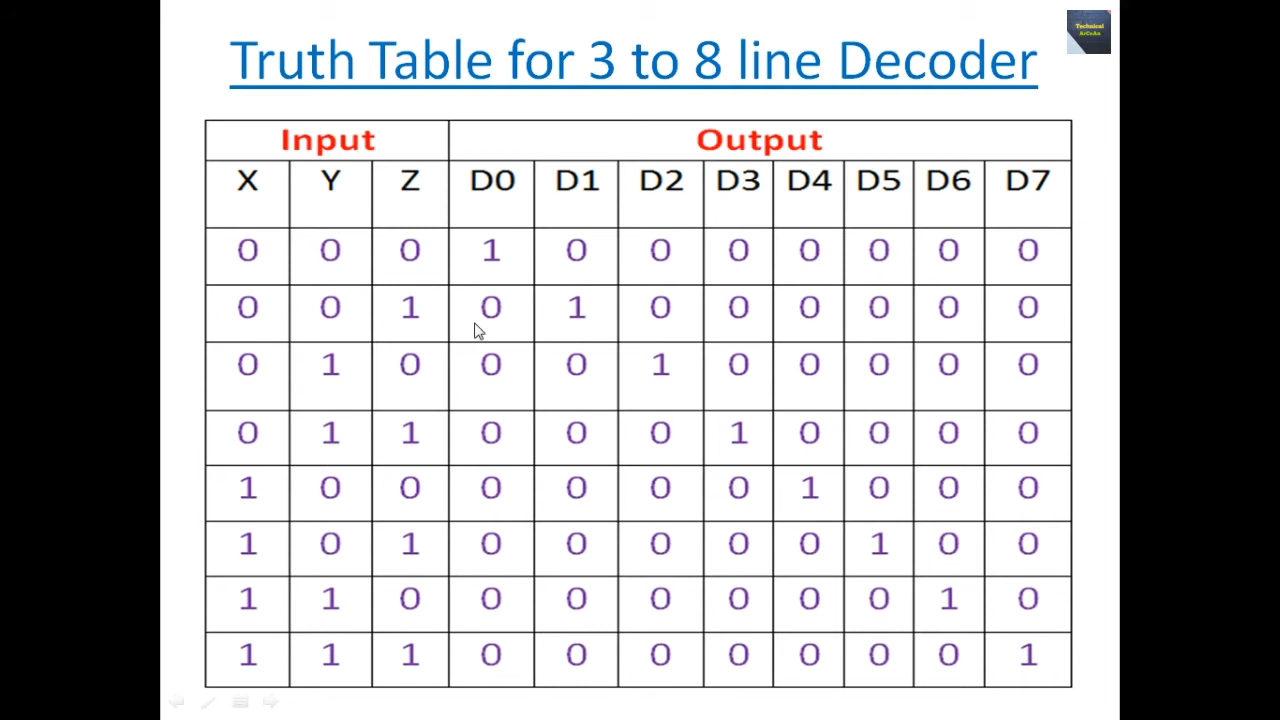 Technical
ArCoAn
Truth Table for 3 to 8 line Decoder
Input Output
X Y Z D0 D1 D2 D3 D4 D5 D6 D7
0 0 0 1 0 0 0 0 0 0 0
0 0 1 0 1 0 0 0 0 0 0
0 1 0 0 0 1 0 0 0 0 0
0 1 1 0 0 0 1 0 0 0 0
1 0 0 0 0 0 0 1 0 0 0
1 0 1 0 0 0 0 0 1 0 0
1 1 0 0 0 0 0 0 0 1 0
1 1 1 0 0 0 0 0 0 0 1